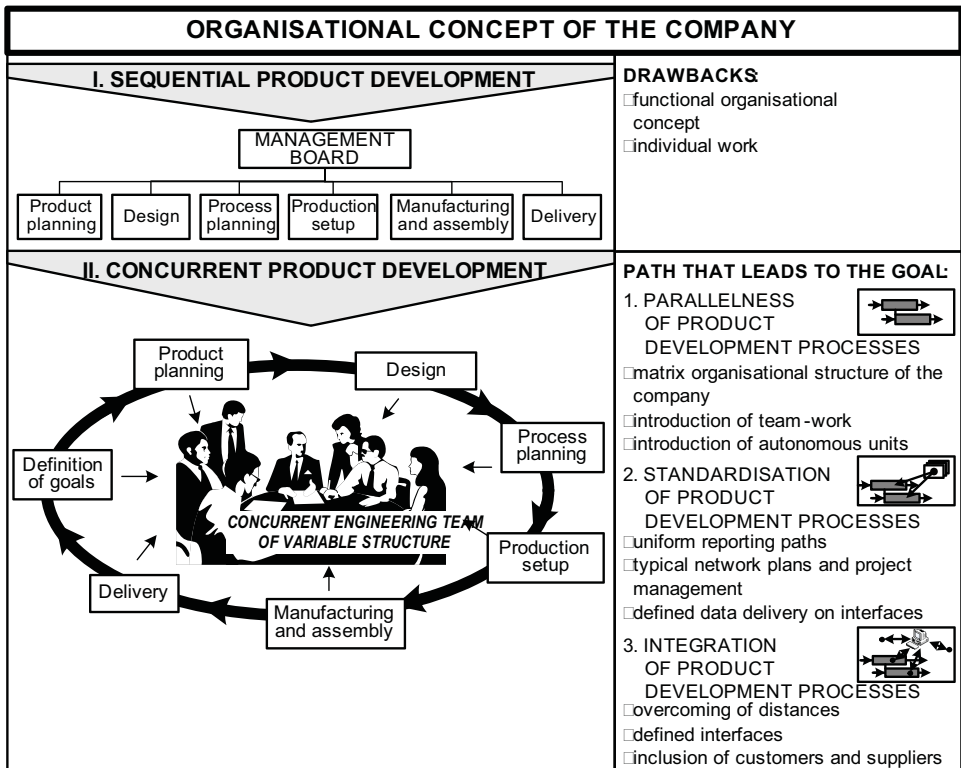 ORGANISATIONAL CONCEPT OF THE COMPANY
I. SEQUENTIAL PRODUCT DEVELOPMENT
MANAGEMENT
BOARD
Product
planning
Design
Process
planning
Production
setup
Manufacturing
and assembly
Delivery
DRAWBACKS:
□functional organisational
concept
□individual work
II. CONCURRENT PRODUCT DEVELOPMENT
Product
planning
Design
Process
planning
Definition
of goals
CONCURRENT ENGINEERING TEAM
OF VARIABLE STRUCTURE
Production
setup
Delivery
Manufacturing
and assembly
PATH THAT LEADS TO THE GOAL:
1. PARALLELNESS
OF PRODUCT
DEVELOPMENT PROCESSES
□matrix organisational structure of the
company
□introduction of team-work
□introduction of autonomous units
2. STANDARDISATION
OF PRODUCT
DEVELOPMENT PROCESSES
□uniform reporting paths
□typical network plans and project
management
□defined data delivery on interfaces
3. INTEGRATION
OF PRODUCT
DEVELOPMENT PROCESSES
□overcoming of distances
□defined interfaces
□inclusion of customers and suppliers